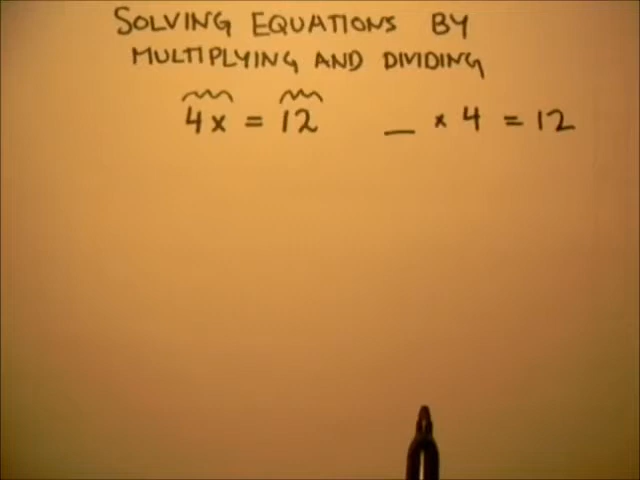 SOLVING EQUATIONS BY
MULTIPLYING AND DIVIDING
4x = 12 _ x 4 = 12